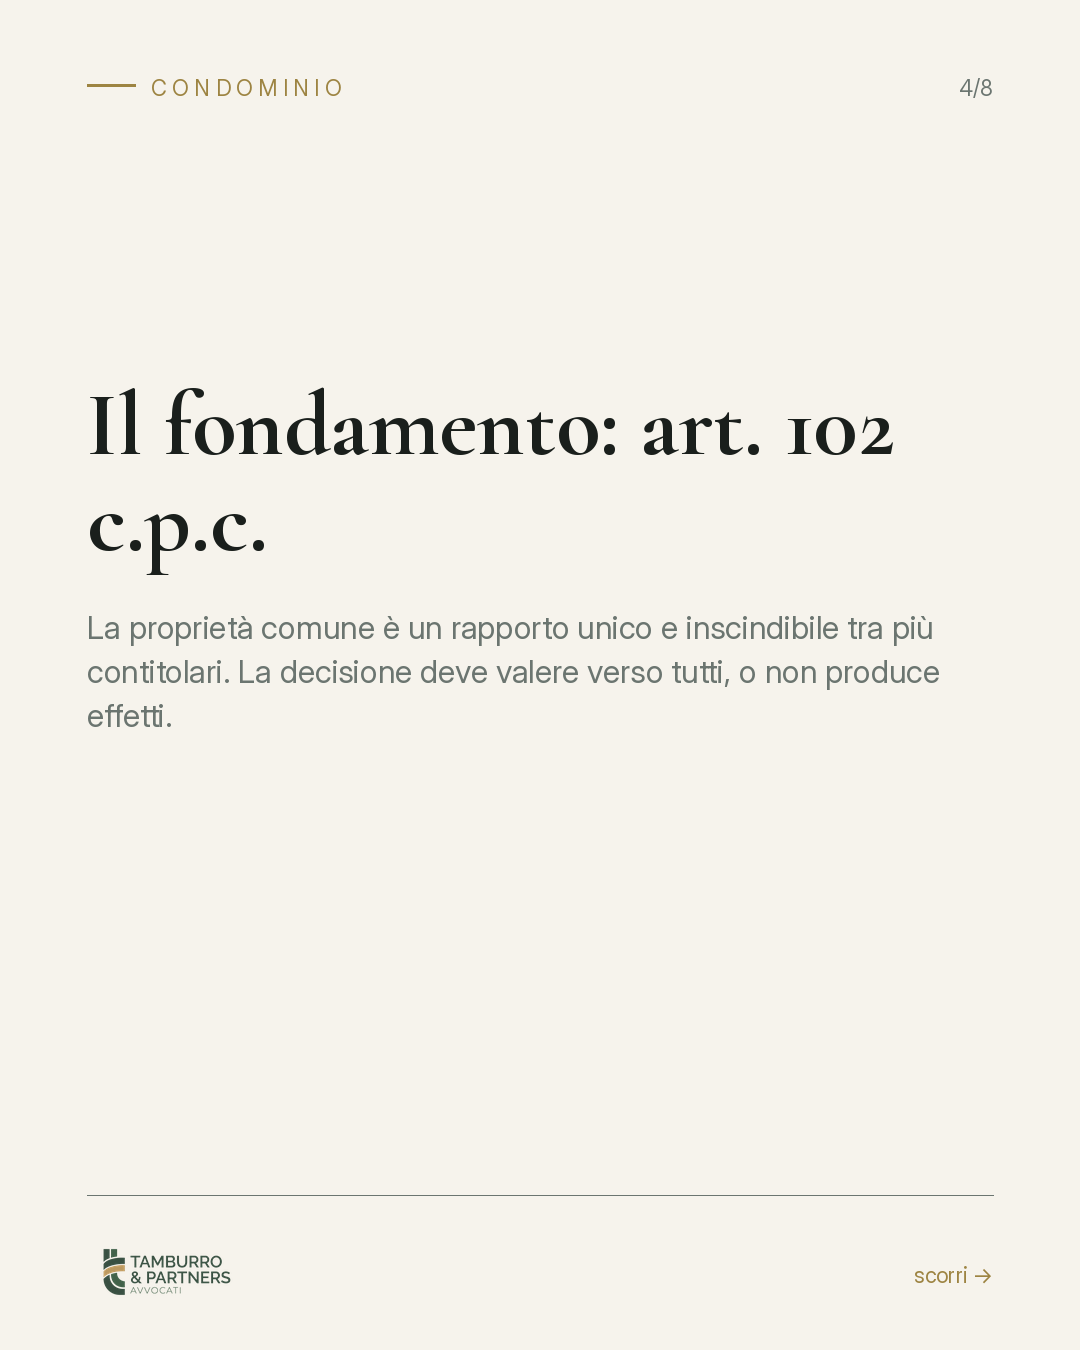 CONDOMINIO
4/8
Il fondamento: art. 102
c.p.c.
La proprietà comune è un rapporto unico e inscindibile tra più
contitolari. La decisione deve valere verso tutti, o non produce
effetti.
TAMBURRO
& PARTNERS
AVVOCATI
scorri →